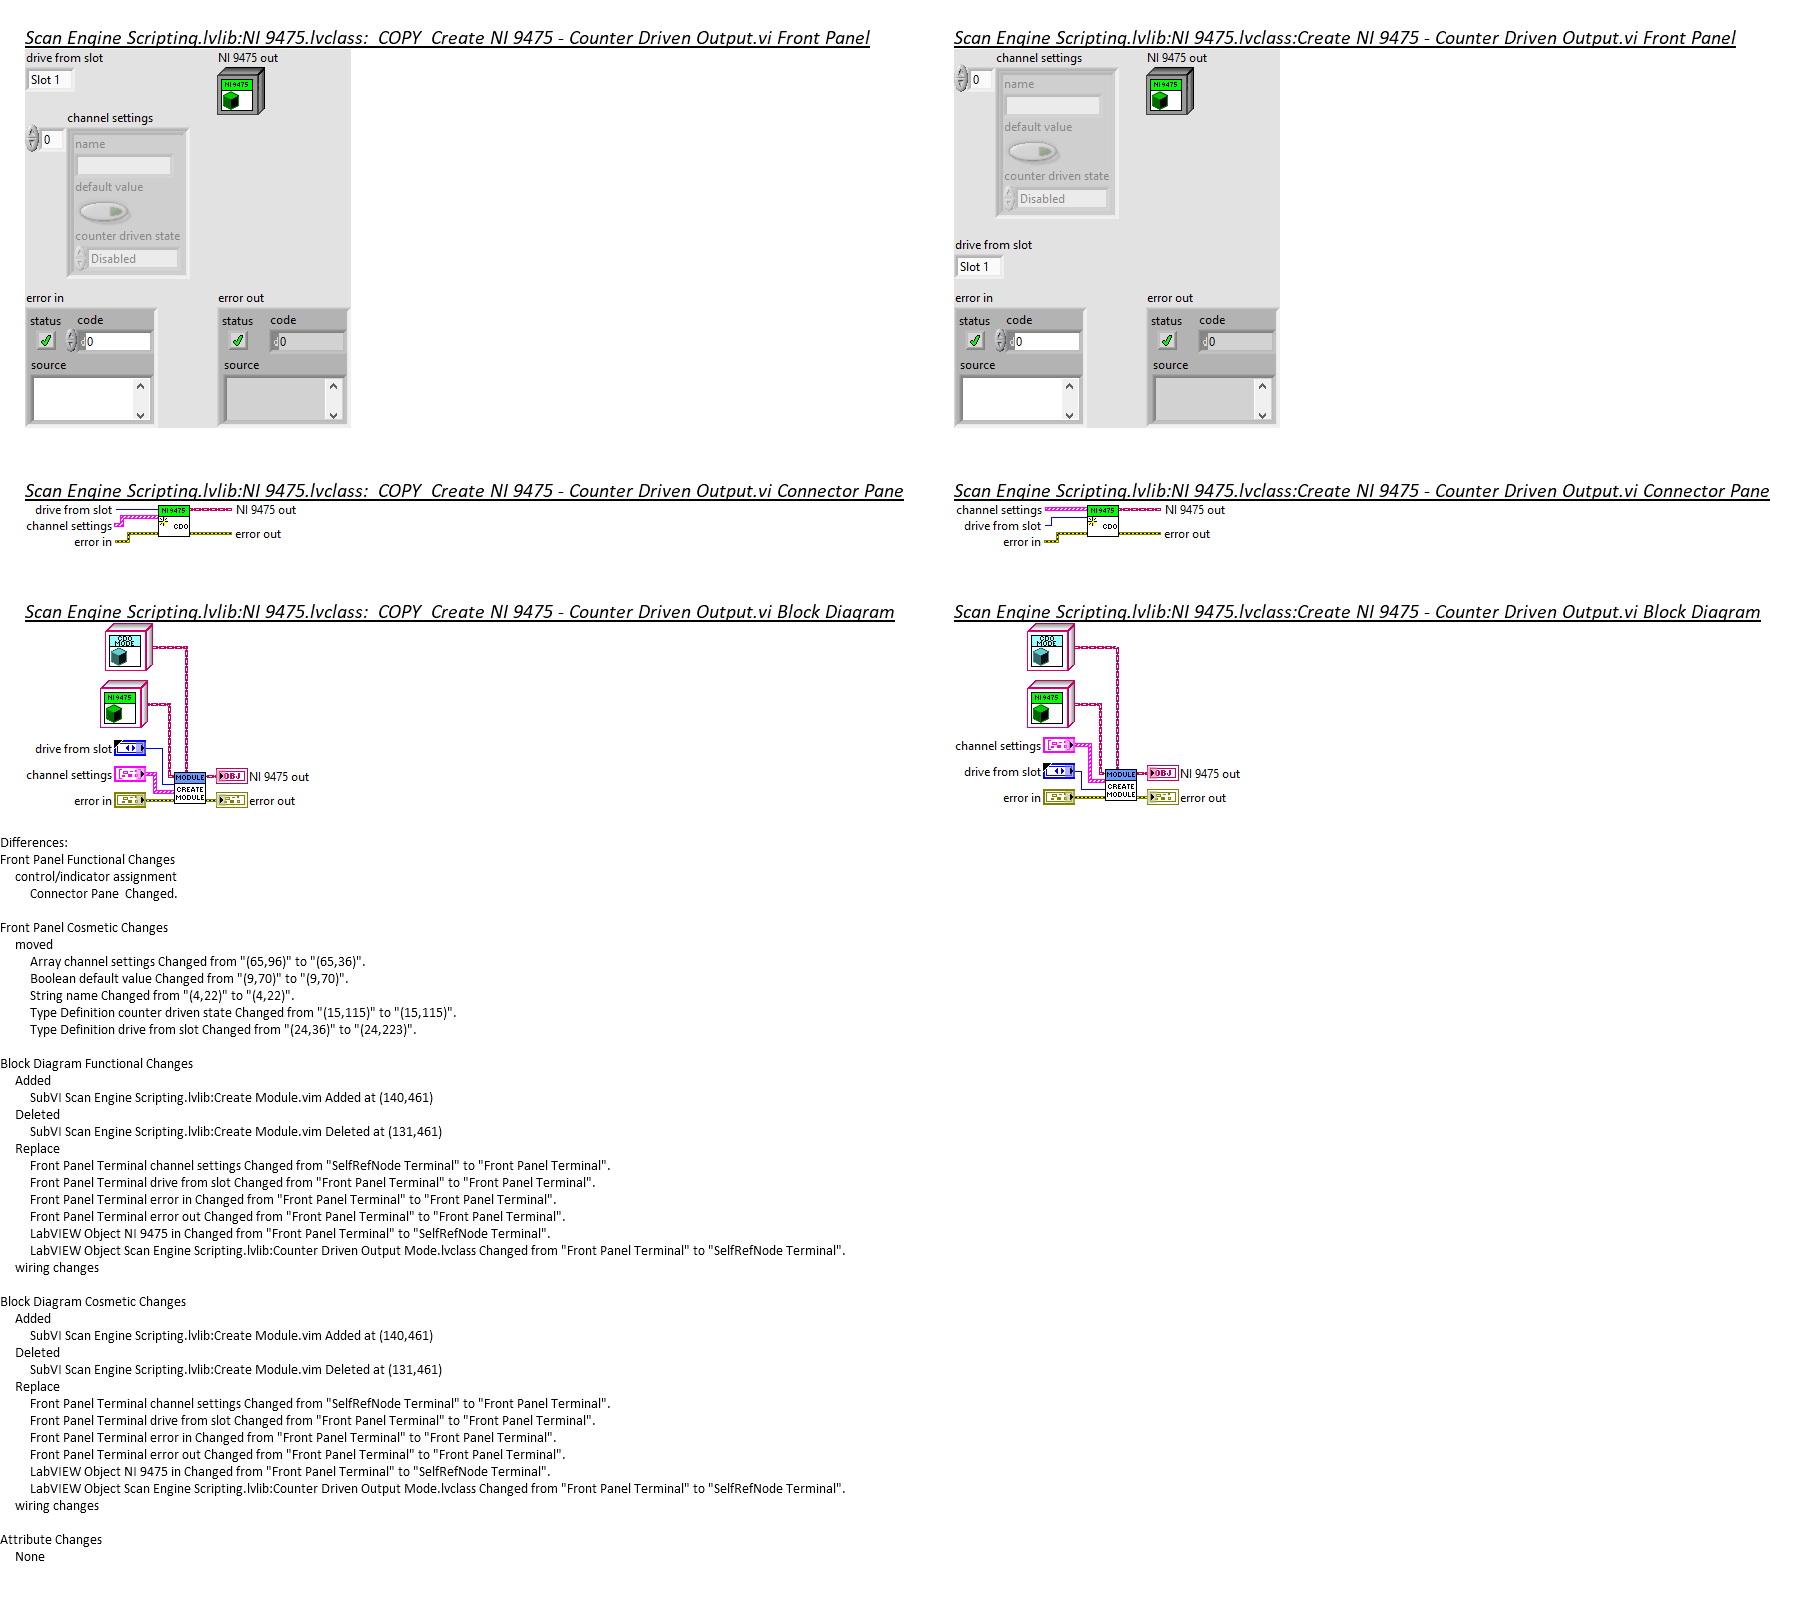 Scan Engine Scripting.lvlib:NI 9475.lvclass:_COPY_Create NI 9475 - Counter Driven Output.vi Front Panel
drive from slot
NI 9475 out
Slot 1
NI 9475
channel settings
0
name
default value
counter driven state
Disabled
error in
error out
status code
status code
0
0
source
source
Scan Engine Scripting.lvlib:NI 9475.lvclass:Create NI 9475 - Counter Driven Output.vi Front Panel
channel settings
NI 9475 out
0
name
NI 9475
default value
counter driven state
Disabled
drive from slot
Slot 1
error in
error out
status code
status code
0
0
source
source
Scan Engine Scripting.lvlib:NI 9475.lvclass:_COPY_Create NI 9475 - Counter Driven Output.vi Connector Pane
drive from slot
NI 9475
NI 9475 out
channel settings
CDO
error in
error out
Scan Engine Scripting.lvlib:NI 9475.lvclass:Create NI 9475 - Counter Driven Output.vi Connector Pane
channel settings
NI 9475
NI 9475 out
drive from slot
CDO
error in
error out
Scan Engine Scripting.lvlib:NI 9475.lvclass:_COPY_Create NI 9475 - Counter Driven Output.vi Block Diagram
CDO
MODE
NI 9475
drive from slot
channel settings
MODULE
OBJ
NI 9475 out
CREATE
MODULE
error in
error out
Scan Engine Scripting.lvlib:NI 9475.lvclass:Create NI 9475 - Counter Driven Output.vi Block Diagram
CDO
MODE
NI 9475
channel settings
drive from slot
MODULE
OBJ
NI 9475 out
CREATE
MODULE
error in
error out
Differences:
Front Panel Functional Changes
control/indicator assignment
Connector Pane  Changed.
Front Panel Cosmetic Changes
moved
Array channel settings Changed from "(65,96)" to "(65,36)".
Boolean default value Changed from "(9,70)" to "(9,70)".
String name Changed from "(4,22)" to "(4,22)".
Type Definition counter driven state Changed from "(15,115)" to "(15,115)".
Type Definition drive from slot Changed from "(24,36)" to "(24,223)".
Block Diagram Functional Changes
Added
SubVI Scan Engine Scripting.lvlib:Create Module.vim Added at (140,461)
Deleted
SubVI Scan Engine Scripting.lvlib:Create Module.vim Deleted at (131,461)
Replace
Front Panel Terminal channel settings Changed from "SelfRefNode Terminal" to "Front Panel Terminal".
Front Panel Terminal drive from slot Changed from "Front Panel Terminal" to "Front Panel Terminal".
Front Panel Terminal error in Changed from "Front Panel Terminal" to "Front Panel Terminal".
Front Panel Terminal error out Changed from "Front Panel Terminal" to "Front Panel Terminal".
LabVIEW Object NI 9475 in Changed from "Front Panel Terminal" to "SelfRefNode Terminal".
LabVIEW Object Scan Engine Scripting.lvlib:Counter Driven Output Mode.lvclass Changed from "Front Panel Terminal" to "SelfRefNode Terminal".
wiring changes
Block Diagram Cosmetic Changes
Added
SubVI Scan Engine Scripting.lvlib:Create Module.vim Added at (140,461)
Deleted
SubVI Scan Engine Scripting.lvlib:Create Module.vim Deleted at (131,461)
Replace
Front Panel Terminal channel settings Changed from "SelfRefNode Terminal" to "Front Panel Terminal".
Front Panel Terminal drive from slot Changed from "Front Panel Terminal" to "Front Panel Terminal".
Front Panel Terminal error in Changed from "Front Panel Terminal" to "Front Panel Terminal".
Front Panel Terminal error out Changed from "Front Panel Terminal" to "Front Panel Terminal".
LabVIEW Object NI 9475 in Changed from "Front Panel Terminal" to "SelfRefNode Terminal".
LabVIEW Object Scan Engine Scripting.lvlib:Counter Driven Output Mode.lvclass Changed from "Front Panel Terminal" to "SelfRefNode Terminal".
wiring changes
Attribute Changes
None